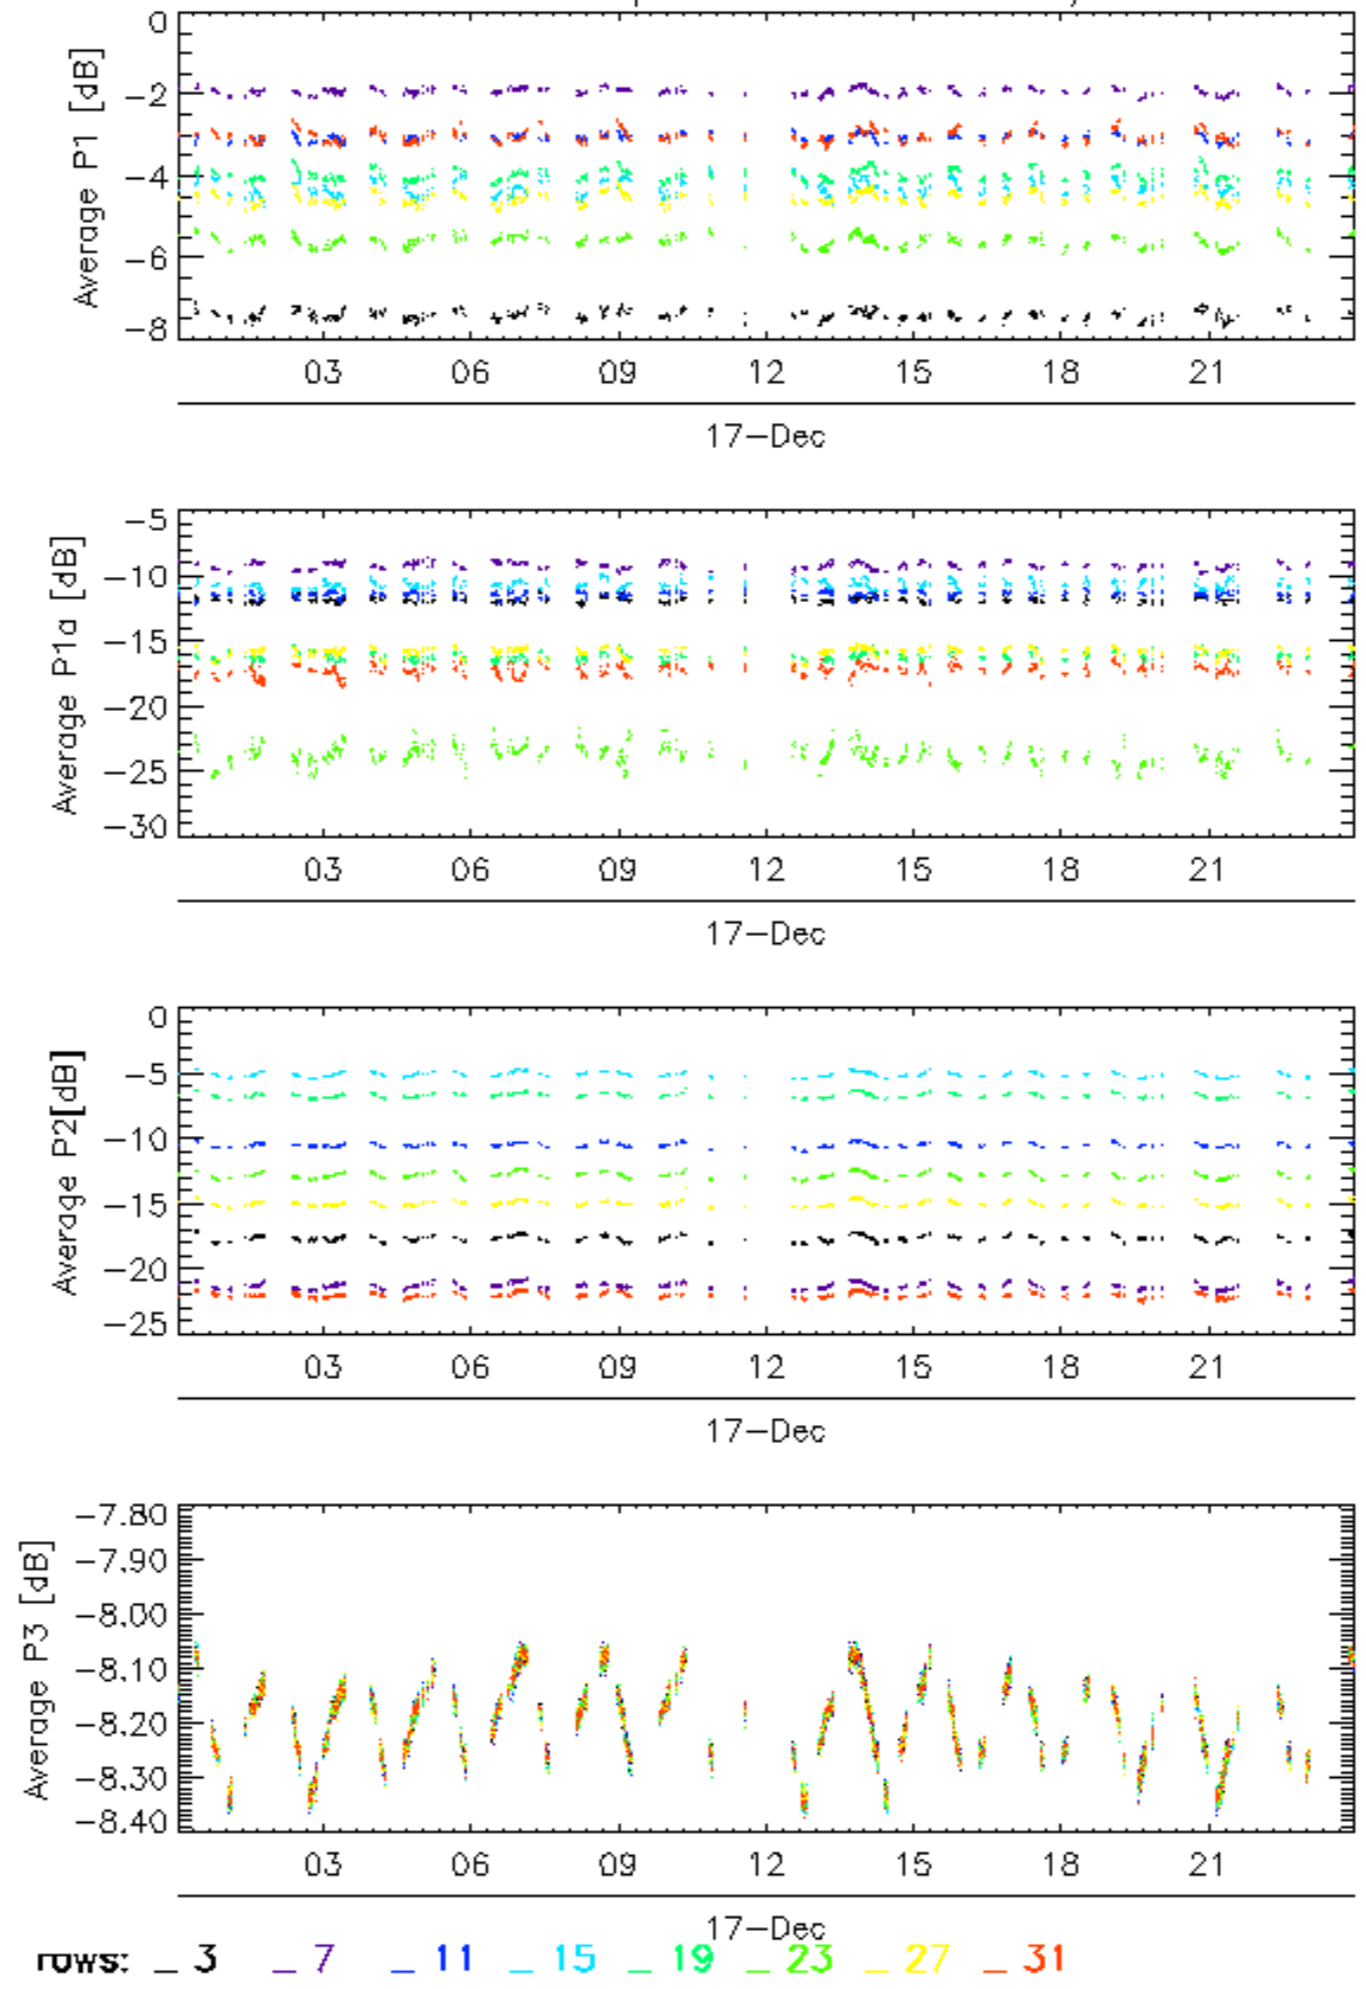 Average P1 [dB]
0
−2
−4
−6
−8
03 06 09 12 15 18 21
17−Dec
Average P1a [dB]
−5
−10
−15
−20
−25
−30
03 06 09 12 15 18 21
17−Dec
Average P2[dB]
0
−5
−10
−15
−20
−25
03 06 09 12 15 18 21
17−Dec
Average P3 [dB]
−7.80
−7.90
−8.00
−8.10
−8.20
−8.30
−8.40
03 06 09 12 15 18 21
17−Dec
rows: _ 3 _ 7 _ 11 _ 15 _ 19 _ 23 _ 27 _ 31